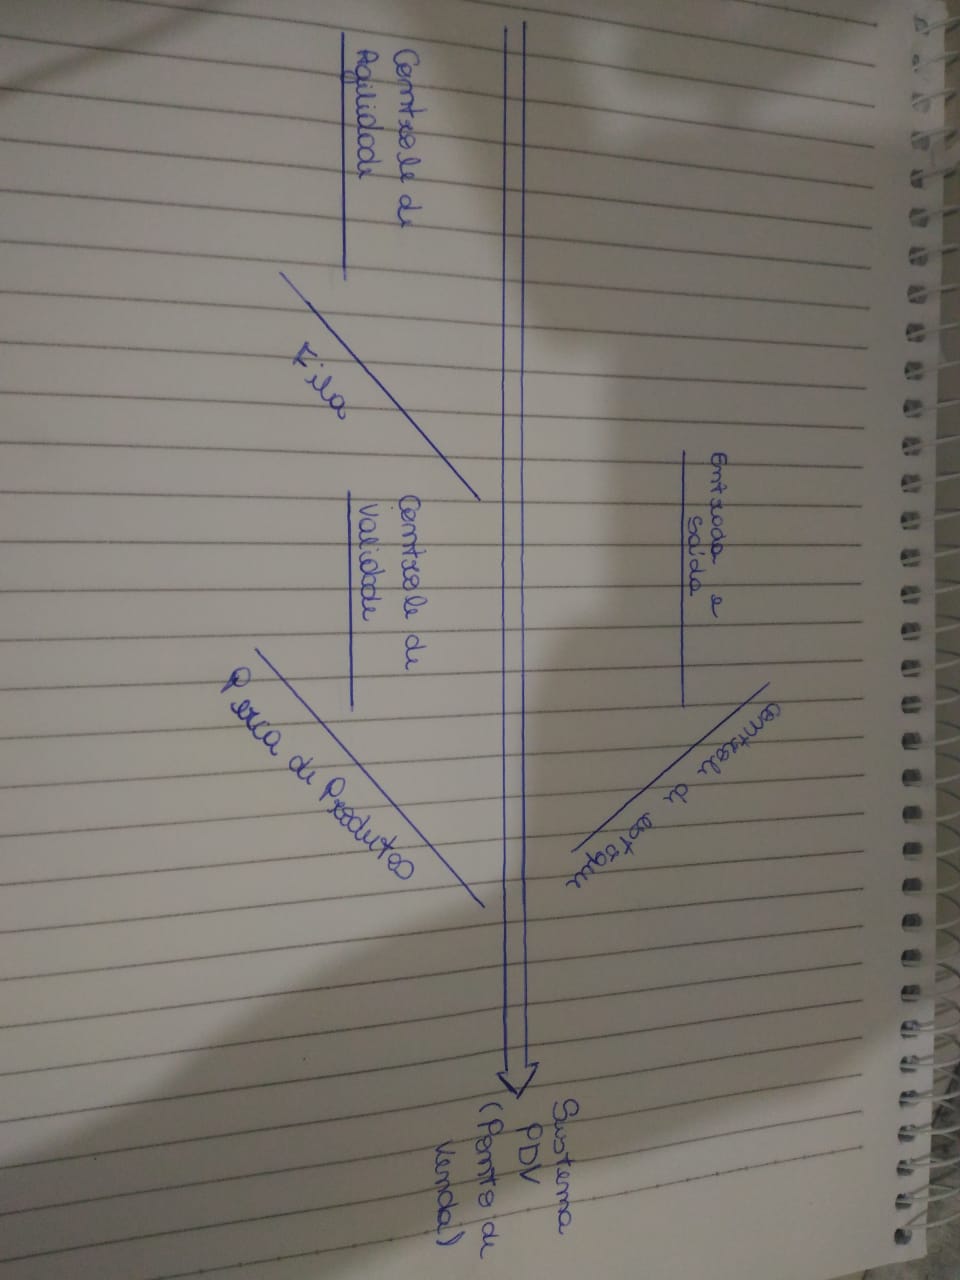 Entrada e
Saída
Controle de estoque
Controle de
Agilidade
Fila
Controle de
Validade
Perca de Produtos
Sistema
PDV
(Ponto de
Venda)